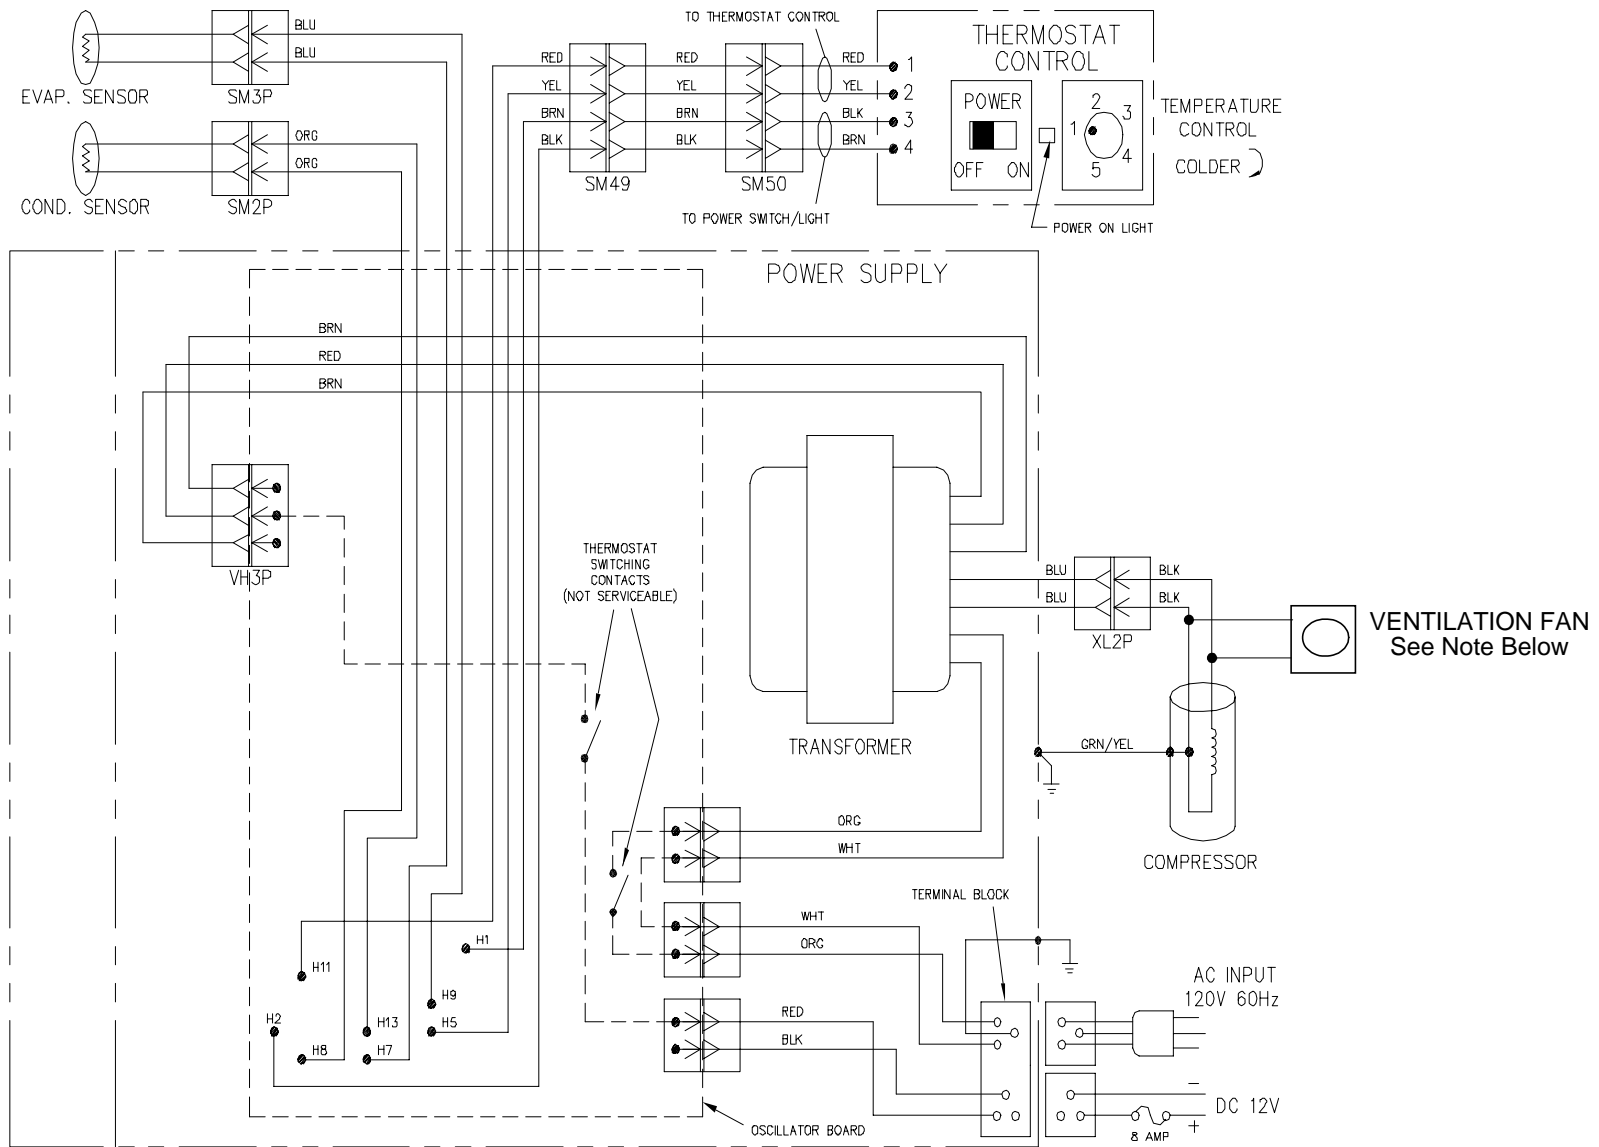 BLU
BLU
EVAP. SENSOR
SM3P
ORG
ORG
COND. SENSOR
SM2P
TO THERMOSTAT CONTROL
RED RED RED 1
YEL YEL YEL 2
BRN BRN BLK 3
BLK BLK BRN 4
SM49
SM50
TO POWER SWITCH/LIGHT
THERMOSTAT
CONTROL
POWER
OFF ON
1
2
3
4
5
TEMPERATURE
CONTROL
COLDER
POWER ON LIGHT
POWER SUPPLY
BRN
RED
BRN
VH3P
THERMOSTAT
SWITCHING
CONTACTS
(NOT SERVICEABLE)
TRANSFORMER
BLU BLK
BLU BLK
XL2P
VENTILATION FAN
See Note Below
GRN/YEL
COMPRESSOR
ORG
WHT
TERMINAL BLOCK
WHT
ORG
H1
H11
H9
H2
H13
H5
H8
H7
RED
BLK
AC INPUT
120V 60Hz
−
DC 12V
+
8 AMP
OSCILLATOR BOARD